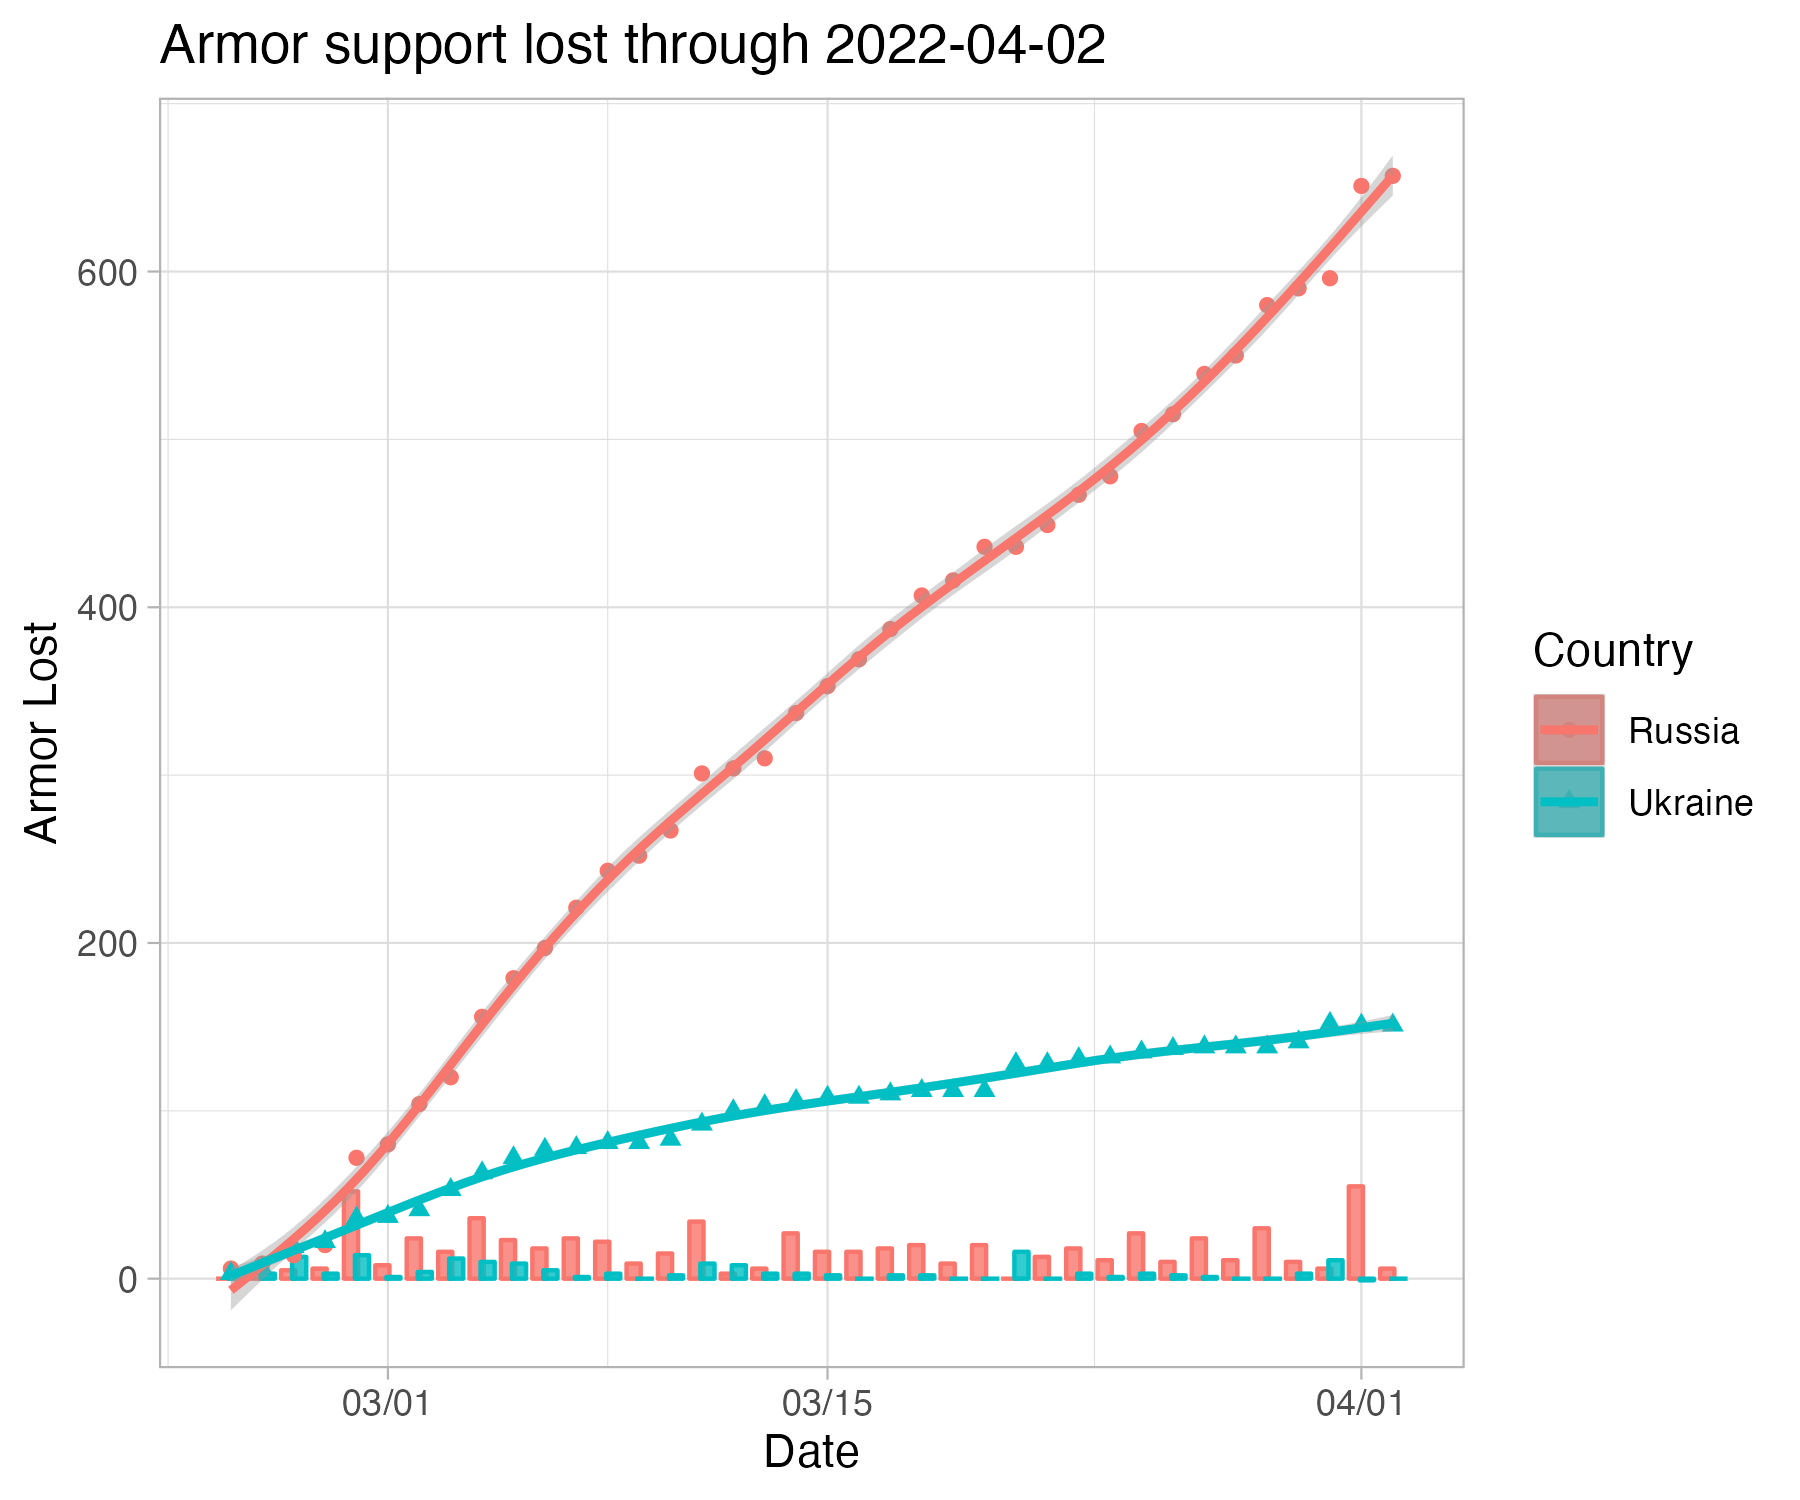 Armor support lost through 2022-04-02
Armor Lost
600
400
200
0
03/01
03/15
04/01
Date
Country
Russia
Ukraine